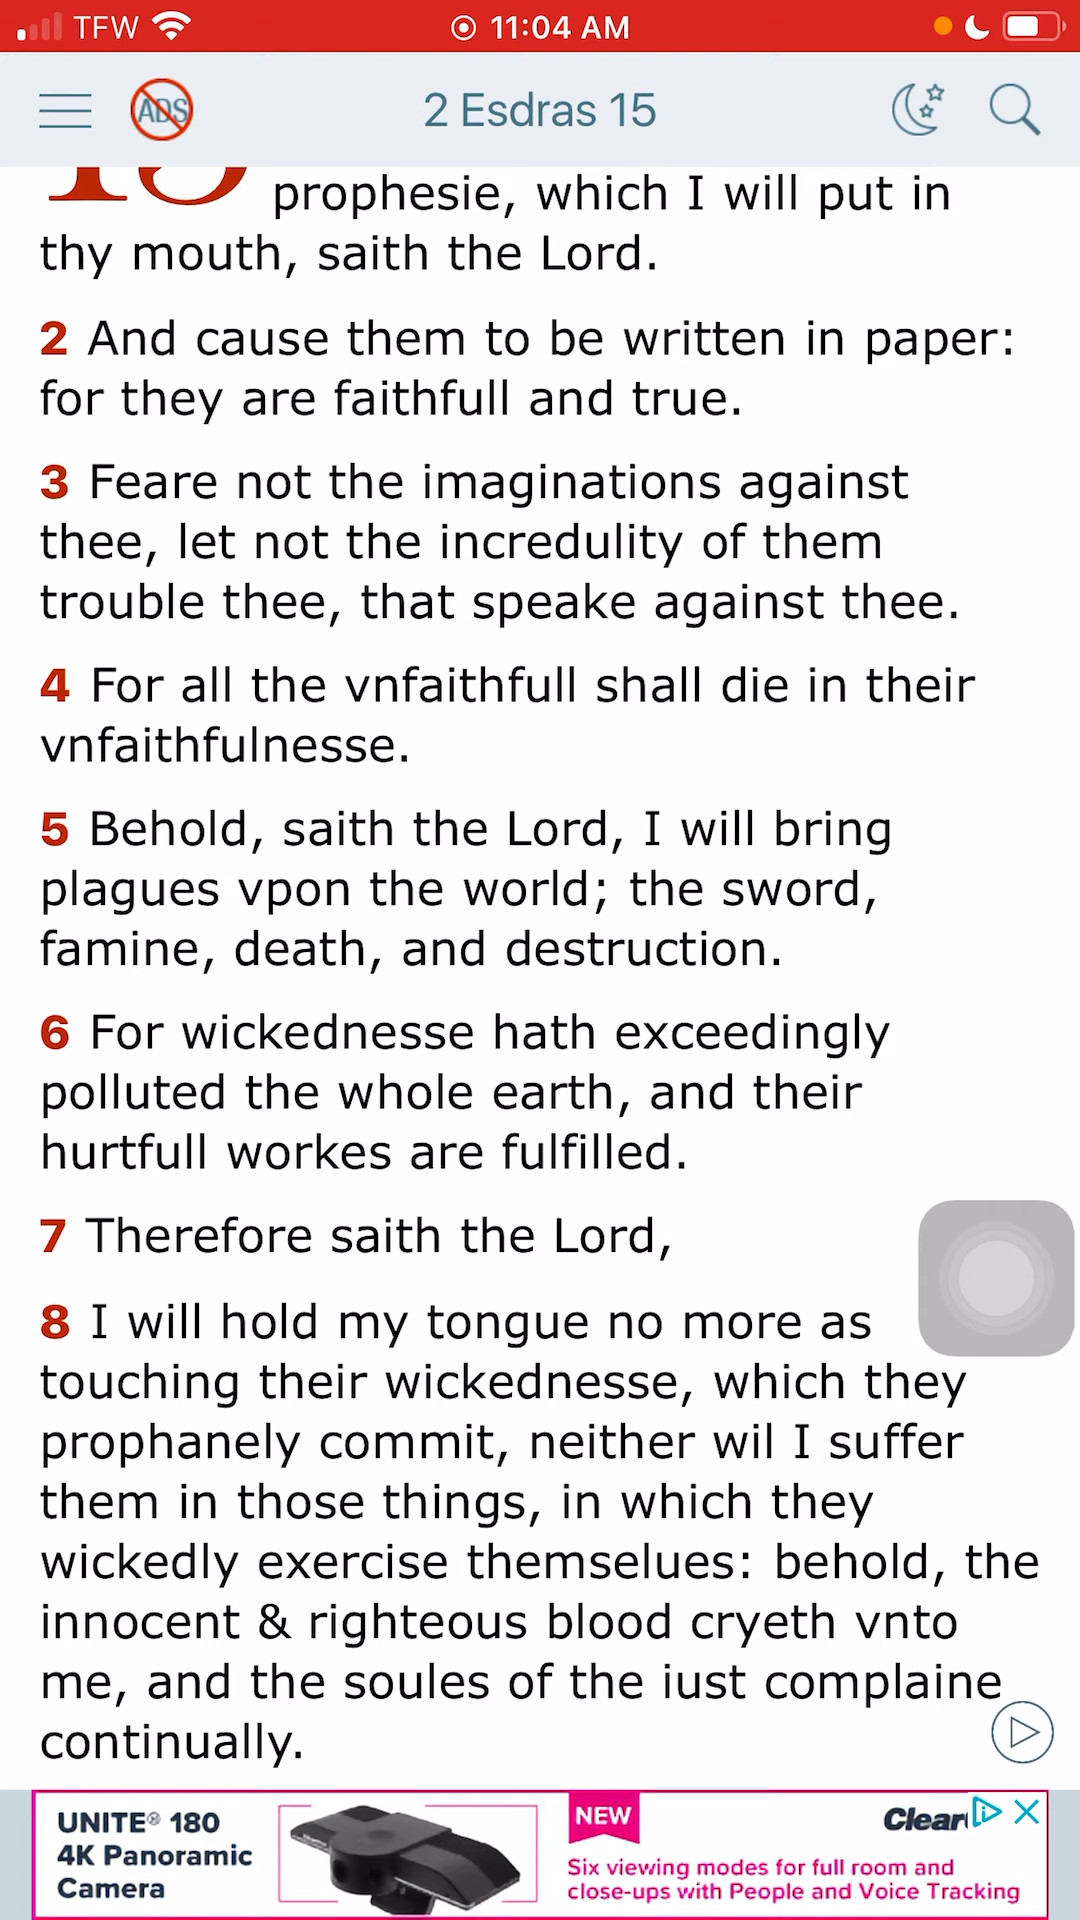 TFW 11:04 AM
ADS 2 Esdras 15
prophesie, which I will put in
thy mouth, saith the Lord.
2 And cause them to be written in paper:
for they are faithfull and true.
3 Feare not the imaginations against
thee, let not the incredulity of them
trouble thee, that speake against thee.
4 For all the vnfaithfull shall die in their
vnfaithfulnesse.
5 Behold, saith the Lord, I will bring
plagues vpon the world; the sword,
famine, death, and destruction.
6 For wickednesse hath exceedingly
polluted the whole earth, and their
hurtfull workes are fulfilled.
7 Therefore saith the Lord,
8 I will hold my tongue no more as
touching their wickednesse, which they
prophanely commit, neither wil I suffer
them in those things, in which they
wickedly exercise themselues: behold, the
innocent & righteous blood cryeth vnto
me, and the soules of the iust complaine
continually.
UNITE® 180
4K Panoramic
Camera
NEW
Clear
Six viewing modes for full room and
close-ups with People and Voice Tracking